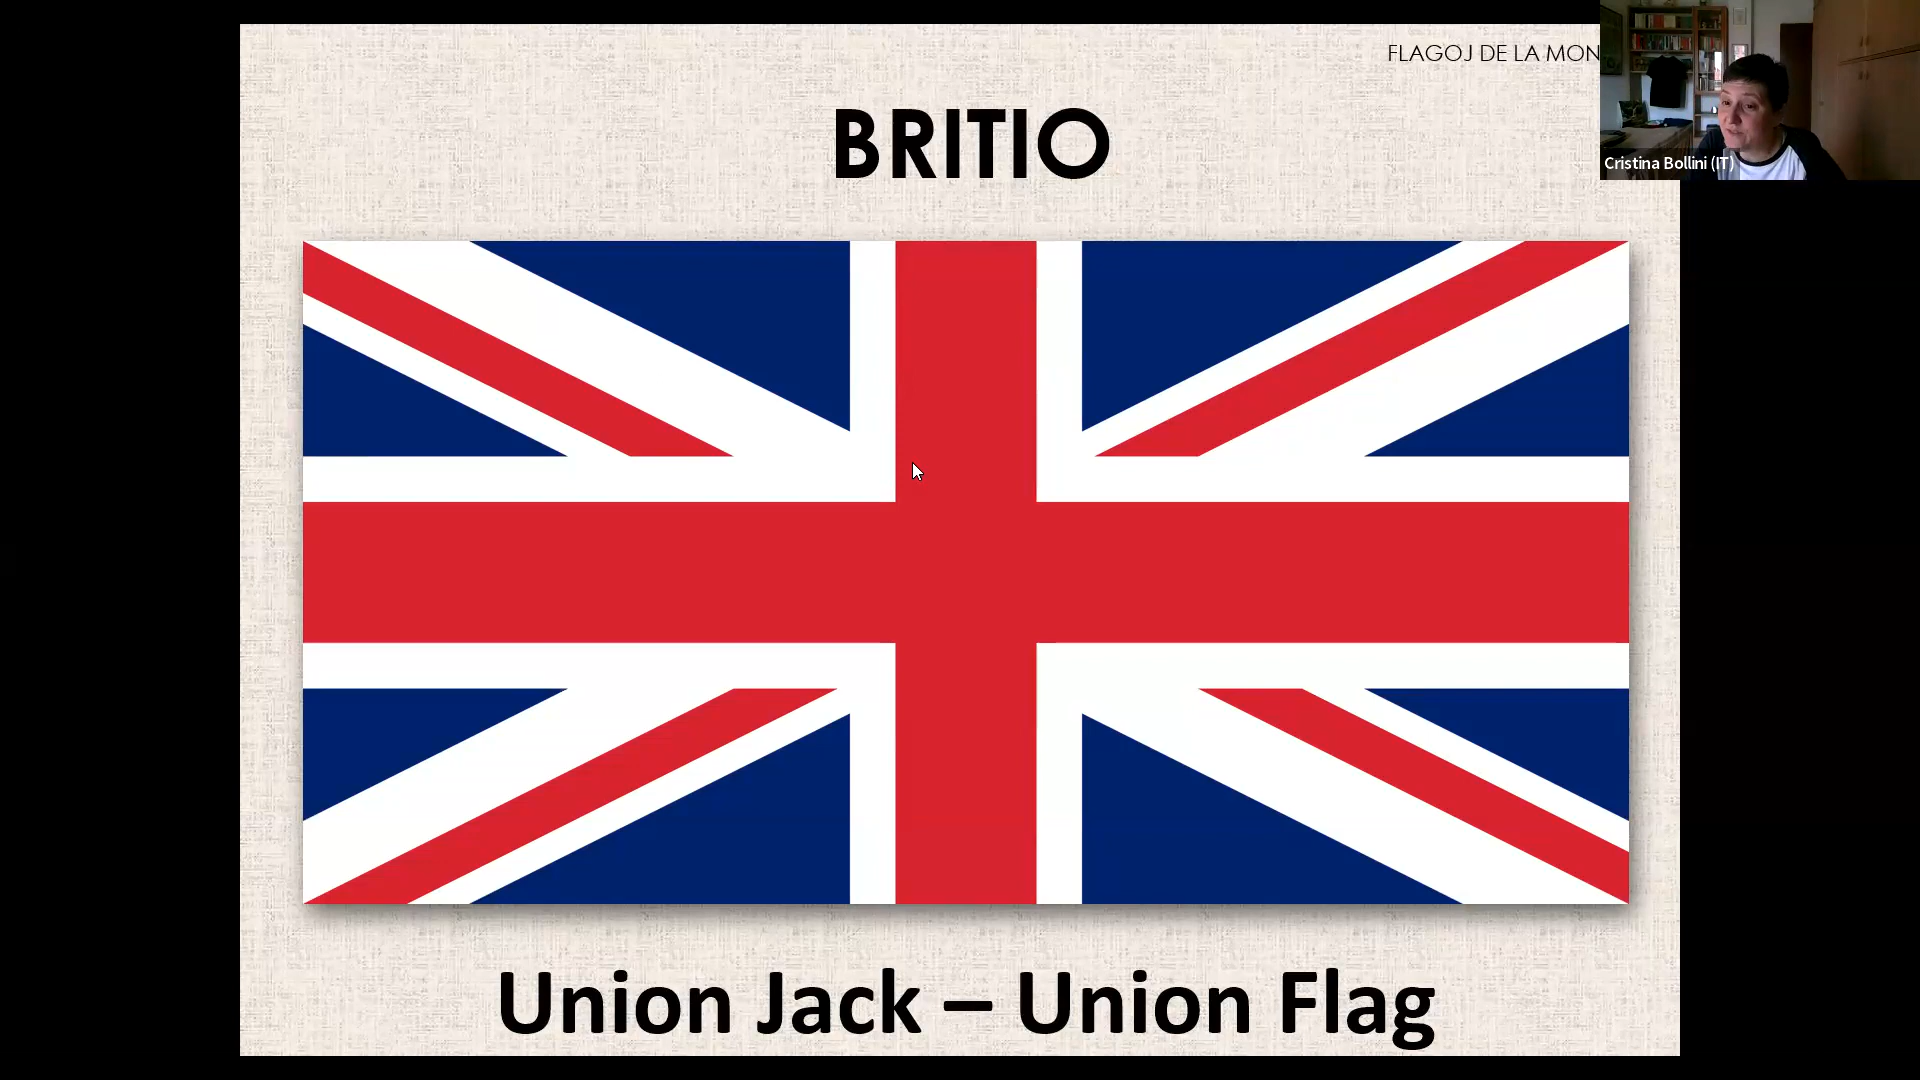 FLAGOJ DE LA MON
BRITIO
Cristina Bollini (IT)
Union Jack – Union Flag